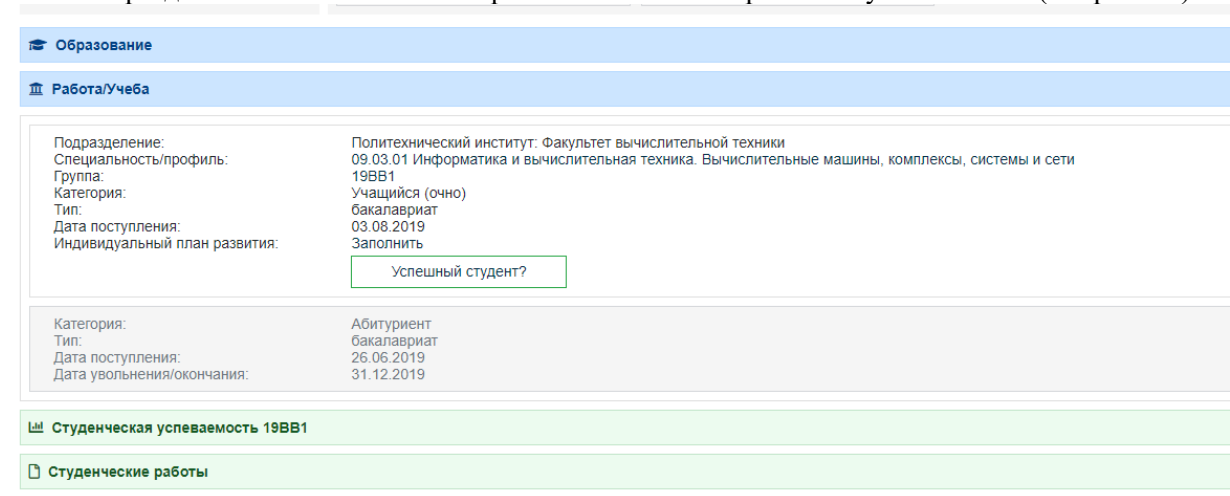 Образование
Работа/Учеба
Подразделение: Политехнический институт: Факультет вычислительной техники
Специальность/профиль: 09.03.01 Информатика и вычислительная техника. Вычислительные машины, комплексы, системы и сети
Группа: 19ВВ1
Категория: Учащийся (очно)
Тип: бакалавриат
Дата поступления: 03.08.2019
Индивидуальный план развития: Заполнить
Успешный студент?
Категория: Абитуриент
Тип: бакалавриат
Дата поступления: 26.06.2019
Дата увольнения/окончания: 31.12.2019
Студенческая успеваемость 19ВВ1
Студенческие работы